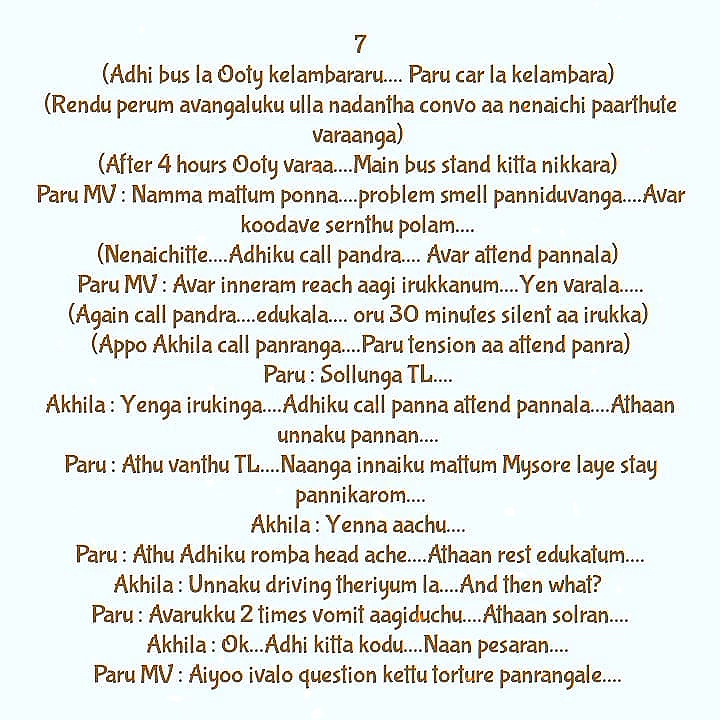 7
(Adhi bus la Ooty kelambararu.... Paru car la kelambara)
(Rendu perum avangaluku ulla nadantha convo aa nenaichi paarthute
varaanga)
(After 4 hours Ooty varaa....Main bus stand kitta nikkara)
Paru MV : Namma mattum ponna....problem smell panniduvanga....Avar
koodave sernthu polam....
(Nenaichitte....Adhiku call pandra.... Avar attend pannala)
Paru MV : Avar inneram reach aagi irukkanum....Yen varala.....
(Again call pandra....edukala.... oru 30 minutes silent aa irukka)
(Appo Akhila call panranga....Paru tension aa attend panra)
Paru : Sollunga TL....
Akhila : Yenga irukinga....Adhiku call panna attend pannala....Athaan
unnaku pannan....
Paru : Athu vanthu TL....Naanga innaiku mattum Mysore laye stay
pannikarom....
Akhila : Yenna aachu....
Paru : Athu Adhiku romba head ache....Athaan rest edukatum....
Akhila : Unnaku driving theriyum la....And then what?
Paru : Avarukku 2 times vomit aagiduchu....Athaan solran....
Akhila : Ok...Adhi kitta kodu....Naan pesaran....
Paru MV : Aiyoo ivalo question kettu torture panrangale....